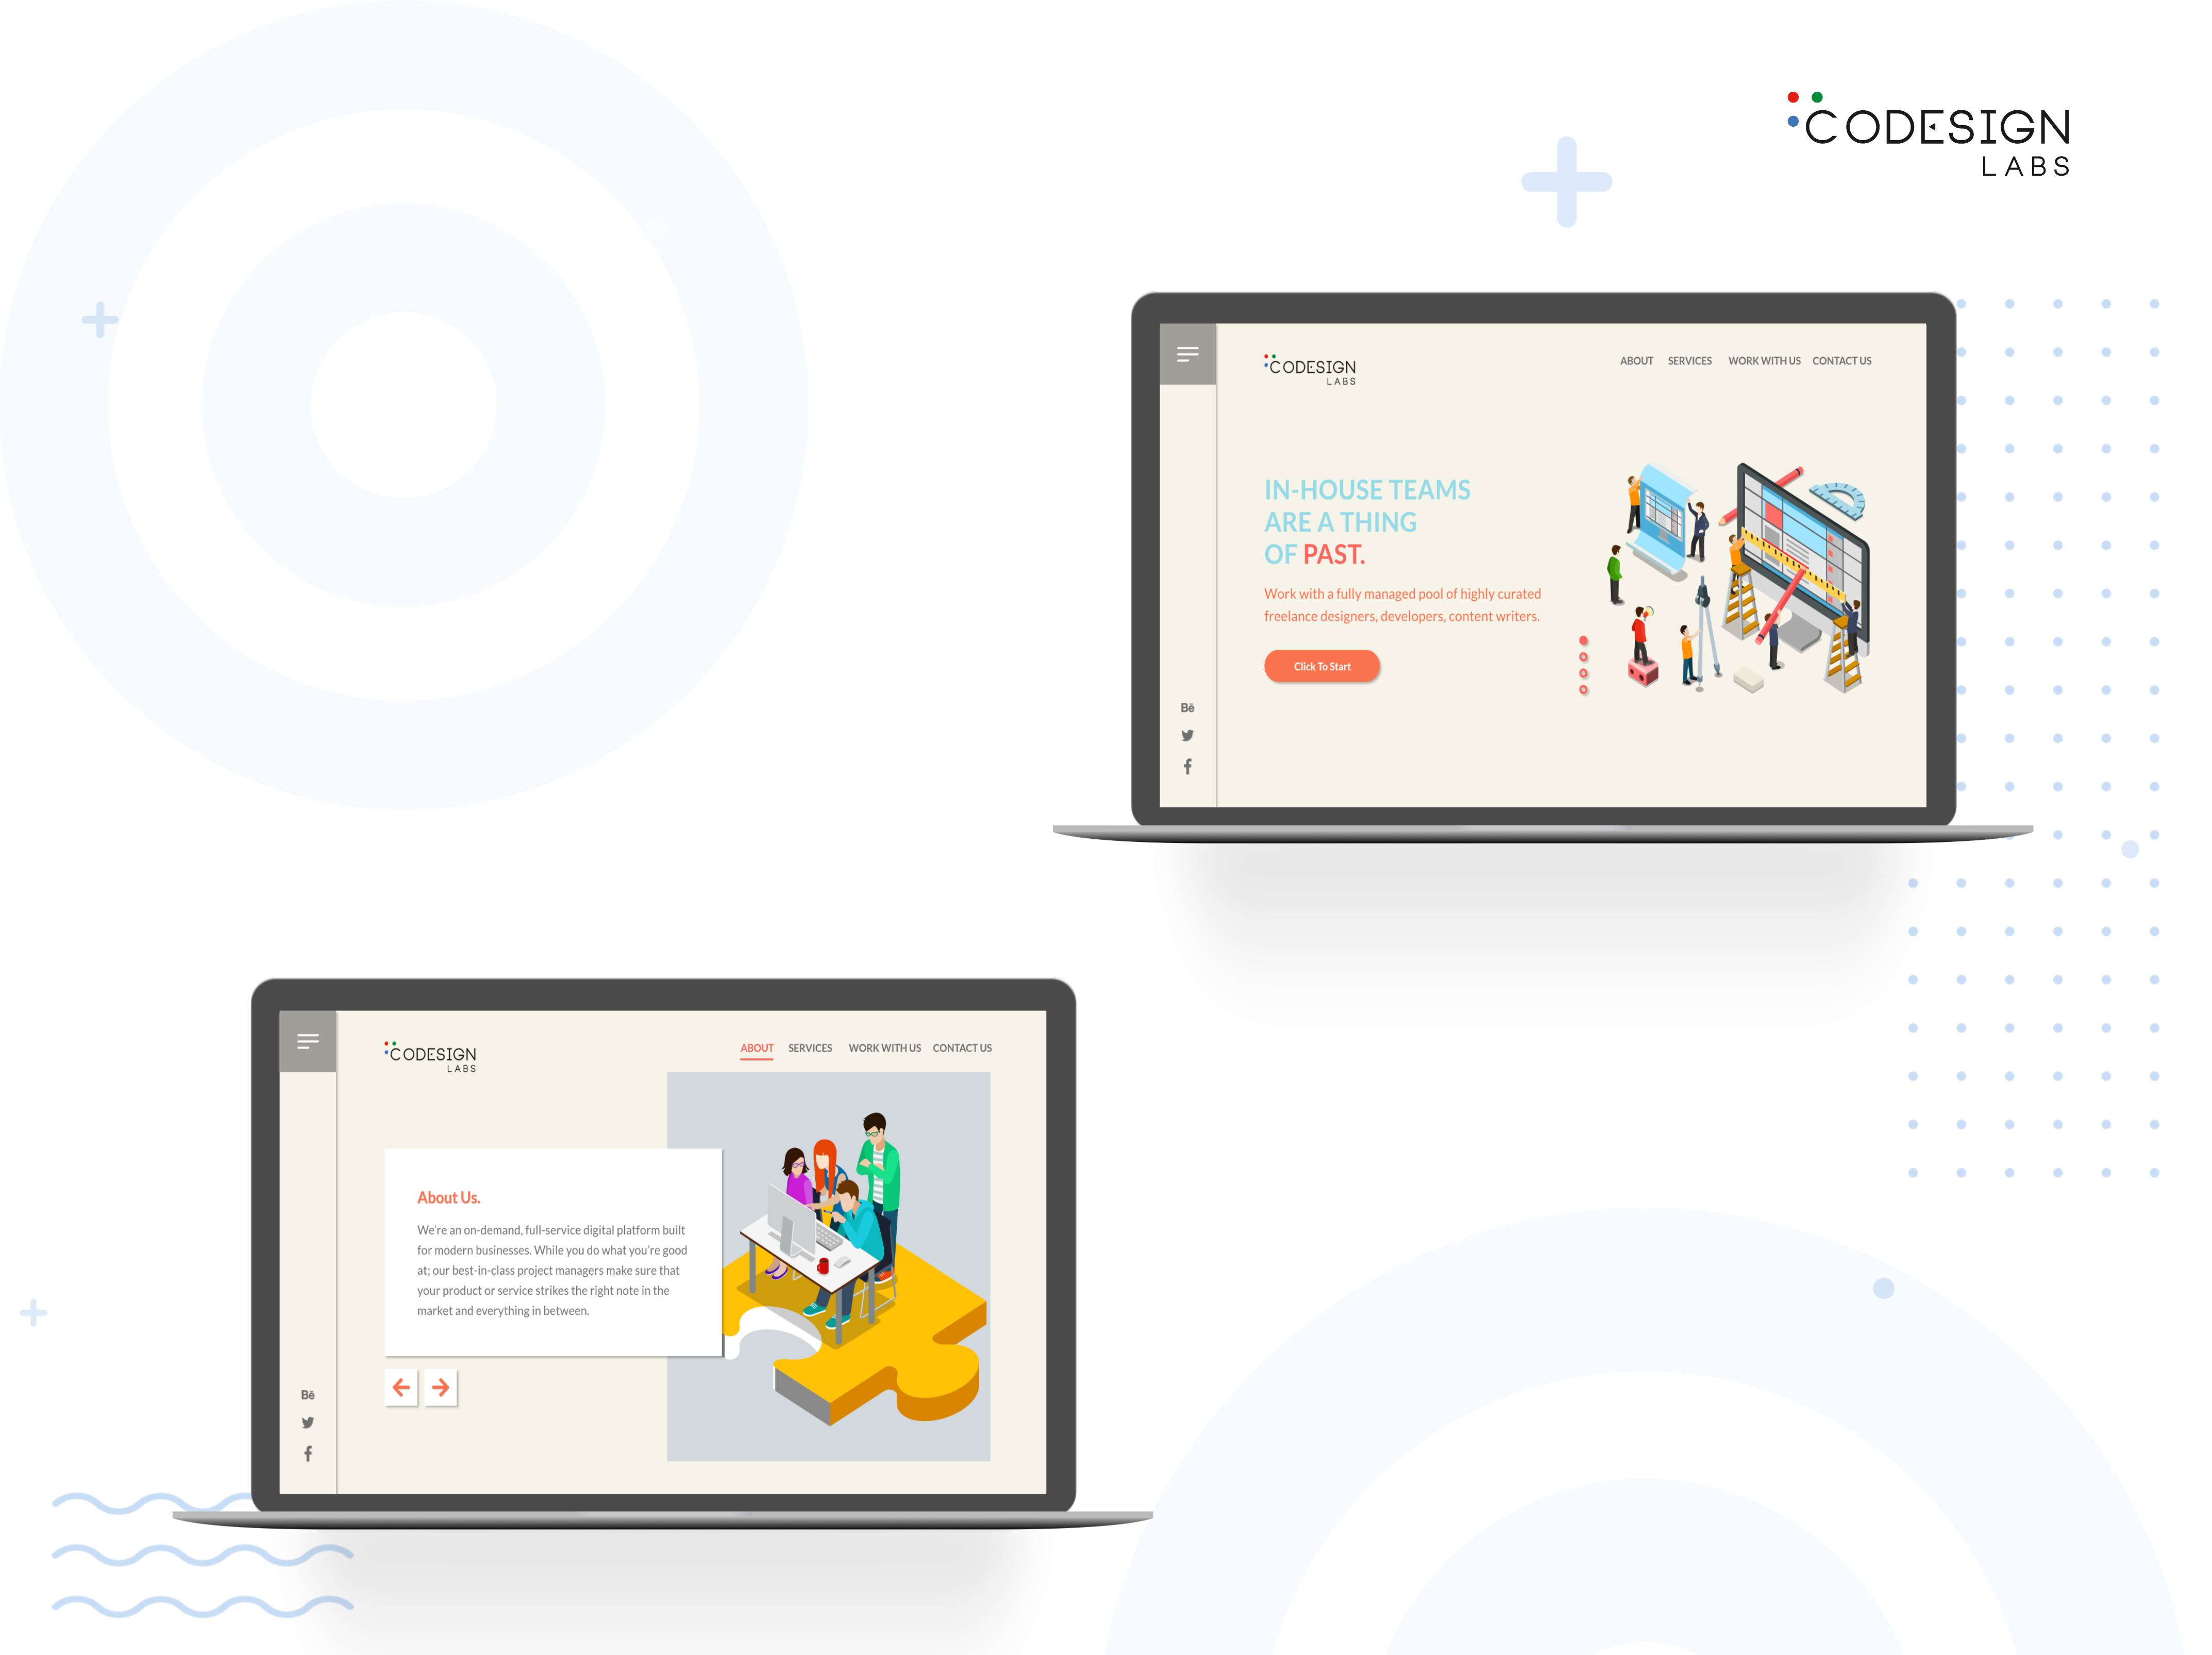 CODESIGN
LABS
CODESIGN
LABS
ABOUT SERVICES WORK WITH US CONTACT US
IN-HOUSE TEAMS
ARE A THING
OF PAST.
Work with a fully managed pool of highly curated
freelance designers, developers, content writers.
Click To Start
Bē
CODESIGN
LABS
ABOUT SERVICES WORK WITH US CONTACT US
About Us.
We're an on-demand, full-service digital platform built
for modern businesses. While you do what you're good
at; our best-in-class project managers make sure that
your product or service strikes the right note in the
market and everything in between.
Bē